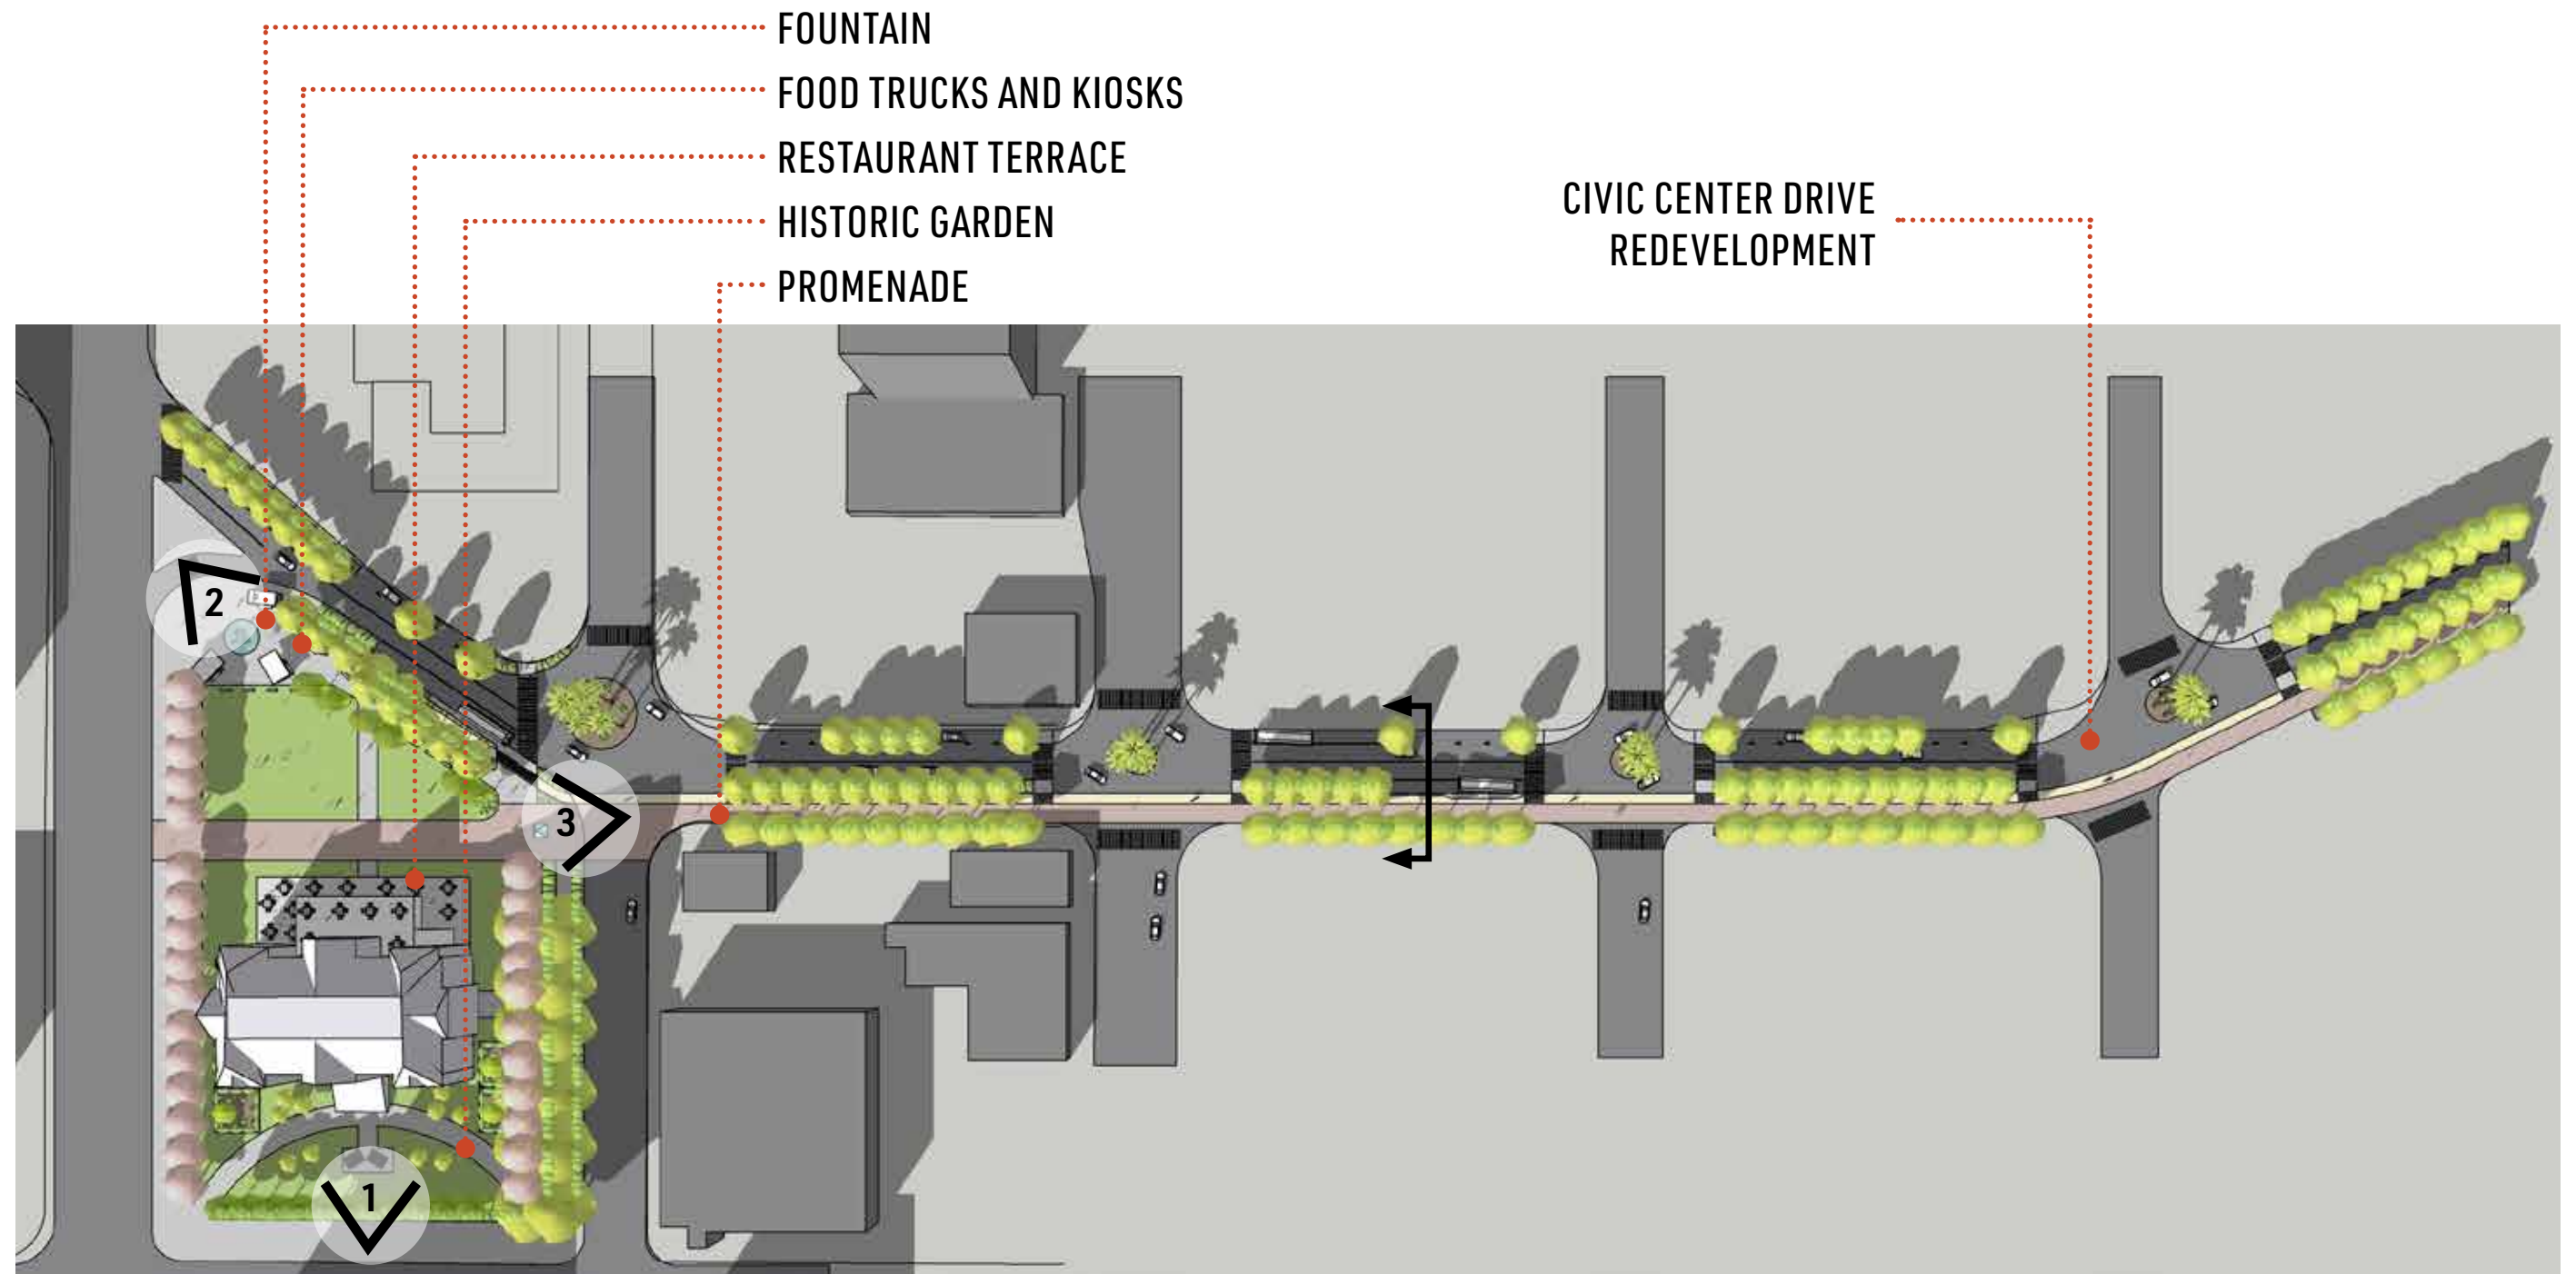 FOUNTAIN
FOOD TRUCKS AND KIOSKS
RESTAURANT TERRACE
HISTORIC GARDEN
PROMENADE
CIVIC CENTER DRIVE
REDEVELOPMENT
2
3
1